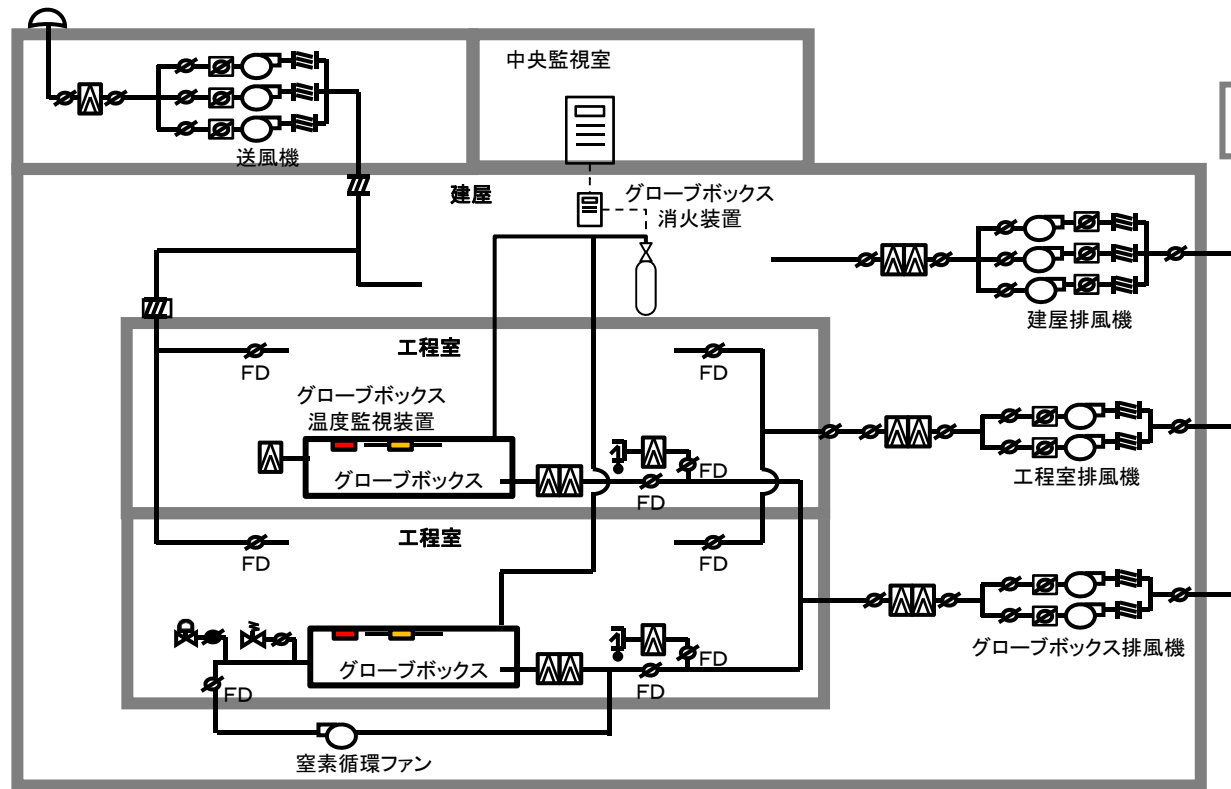 中央監視室
送風機
建屋
グローブボックス
消火装置
建屋排風機
工程室
FD
FD
グローブボックス
温度監視装置
グローブボックス
FD
FD
工程室排風機
工程室
FD
FD
グローブボックス
FD
FD
FD
グローブボックス排風機
窒素循環ファン